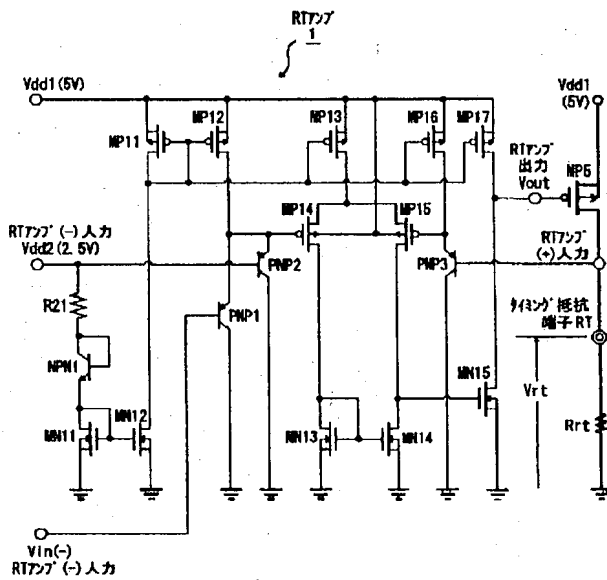 RTアンプ
1
Vdd1(5V)
Vdd1
(5V)
MP11
MP12
MP13
MP16
MP17
RTアンプ
出力
Vout
MP5
MP14
MP15
RTアンプ(-)入力
Vdd2(2.5V)
RTアンプ
(+)入力
PNP2
PNP3
R21
PNP1
タイミング抵抗
端子RT
NPN1
MN15
Vrt
Rrt
MN11
MN12
MN13
MN14
Vin(-)
RTアンプ(-)入力